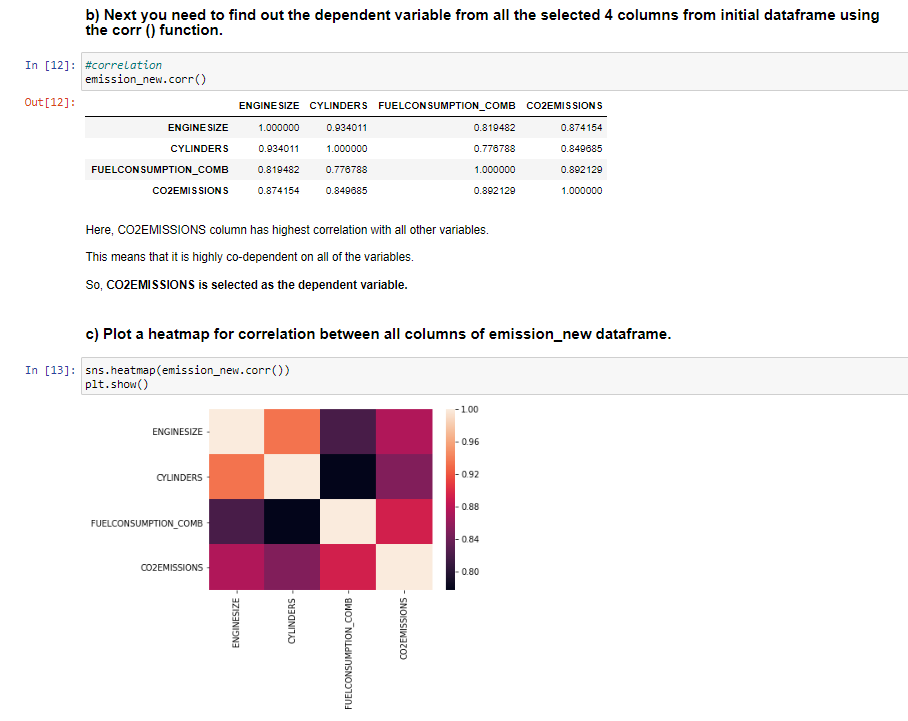 b) Next you need to find out the dependent variable from all the selected 4 columns from initial dataframe using
the corr () function.
In [12]: #correlation
emission_new.corr()
Out[12]:
ENGINESIZE CYLINDERS FUELCONSUMPTION_COMB CO2EMISSIONS
ENGINESIZE 1.000000 0.934011 0.819482 0.874154
CYLINDERS 0.934011 1.000000 0.776788 0.849685
FUELCONSUMPTION_COMB 0.819482 0.776788 1.000000 0.892129
CO2EMISSIONS 0.874154 0.849685 0.892129 1.000000
Here, CO2EMISSIONS column has highest correlation with all other variables.
This means that it is highly co-dependent on all of the variables.
So, CO2EMISSIONS is selected as the dependent variable.
c) Plot a heatmap for correlation between all columns of emission_new dataframe.
In [13]: sns.heatmap(emission_new.corr())
plt.show()
ENGINESIZE
CYLINDERS
FUELCONSUMPTION_COMB
CO2EMISSIONS
1.00
0.96
0.92
0.88
0.84
0.80
ENGINESIZE
CYLINDERS
FUELCONSUMPTION_COMB
CO2EMISSIONS